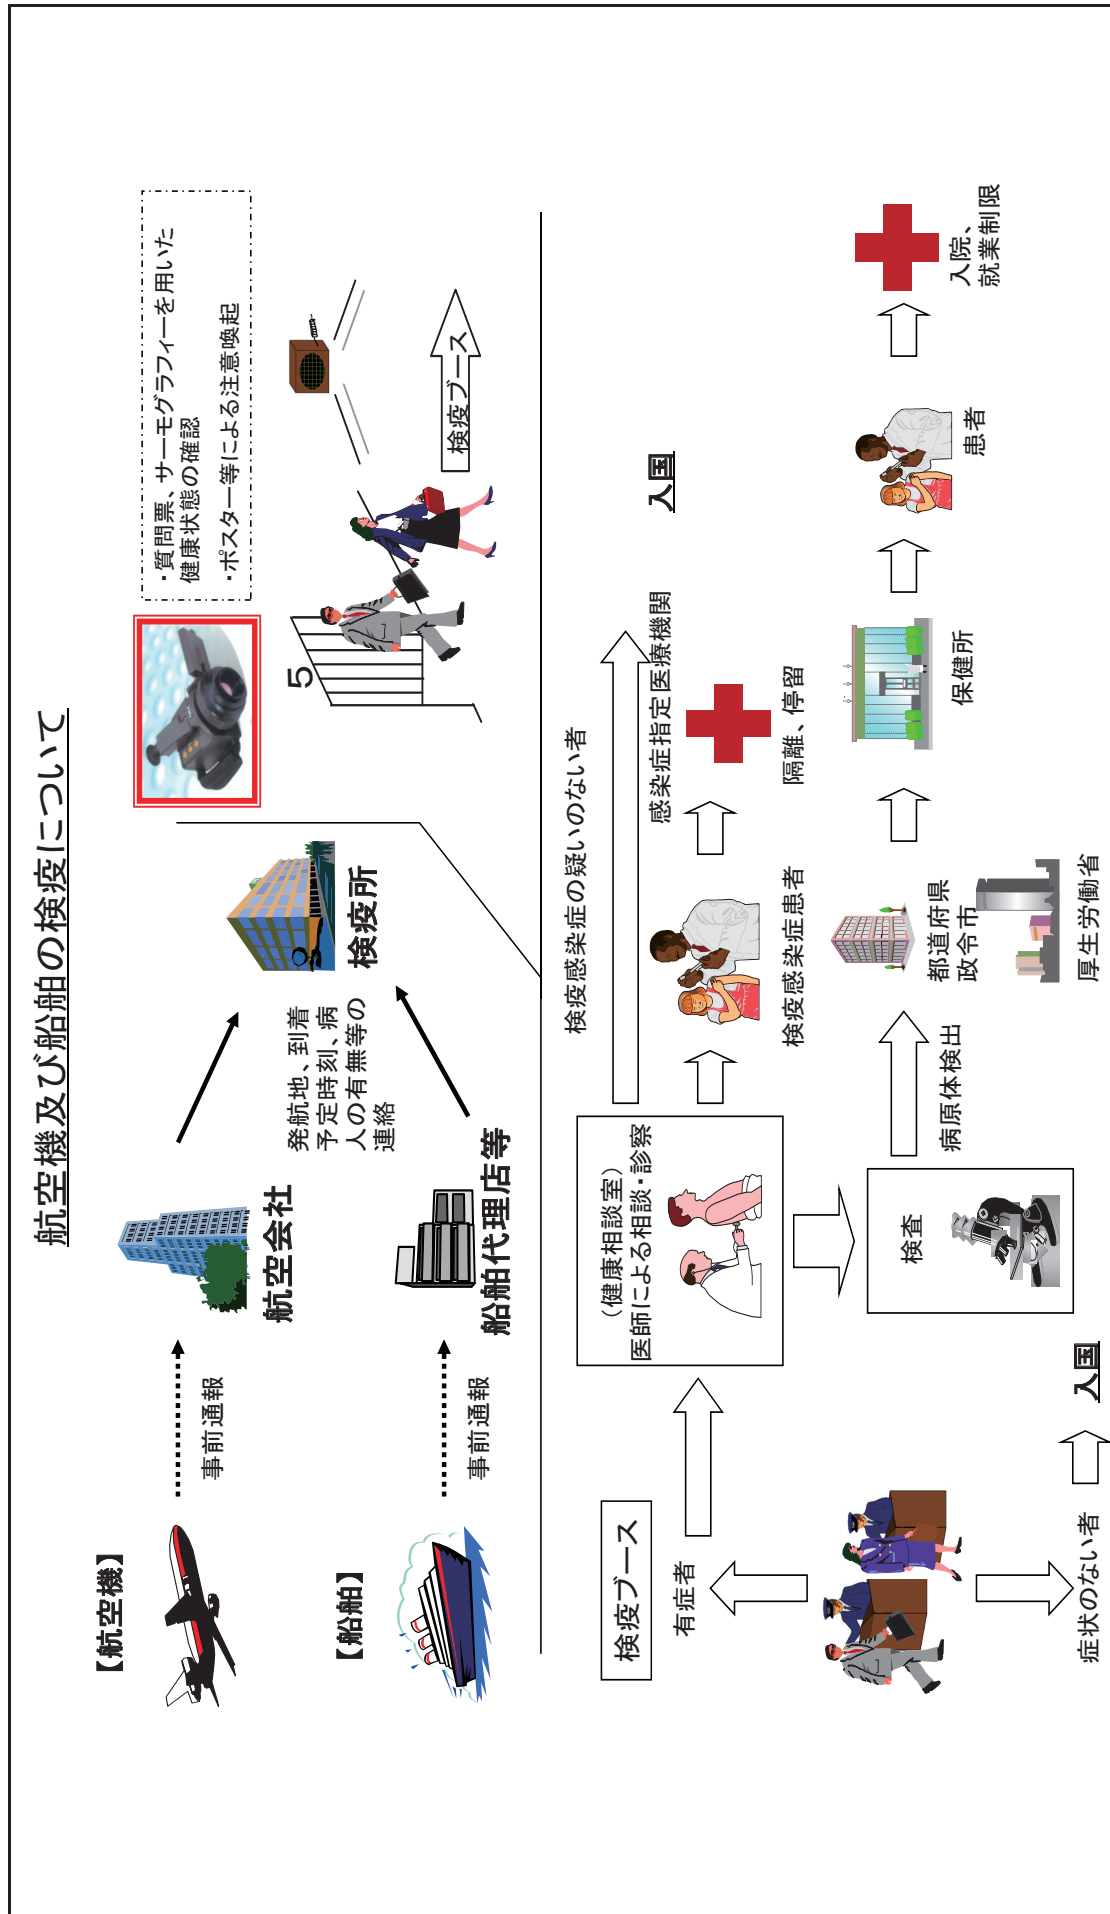 航空機及び船舶の検疫について
【航空機】
事前通報
航空会社
【船舶】
事前通報
船舶代理店等
発航地、到着
予定時刻、病
人の有無等の
連絡
検疫所
・質問票、サーモグラフィーを用いた
健康状態の確認
・ポスター等による注意喚起
5
検疫ブース
検疫ブース
有症者
症状のない者
入国
（健康相談室）
医師による相談・診察
検査
検疫感染症の疑いのない者
入国
検疫感染症患者
感染症指定医療機関
隔離、停留
病原体検出
都道府県
政令市
厚生労働省
保健所
患者
入院、
就業制限